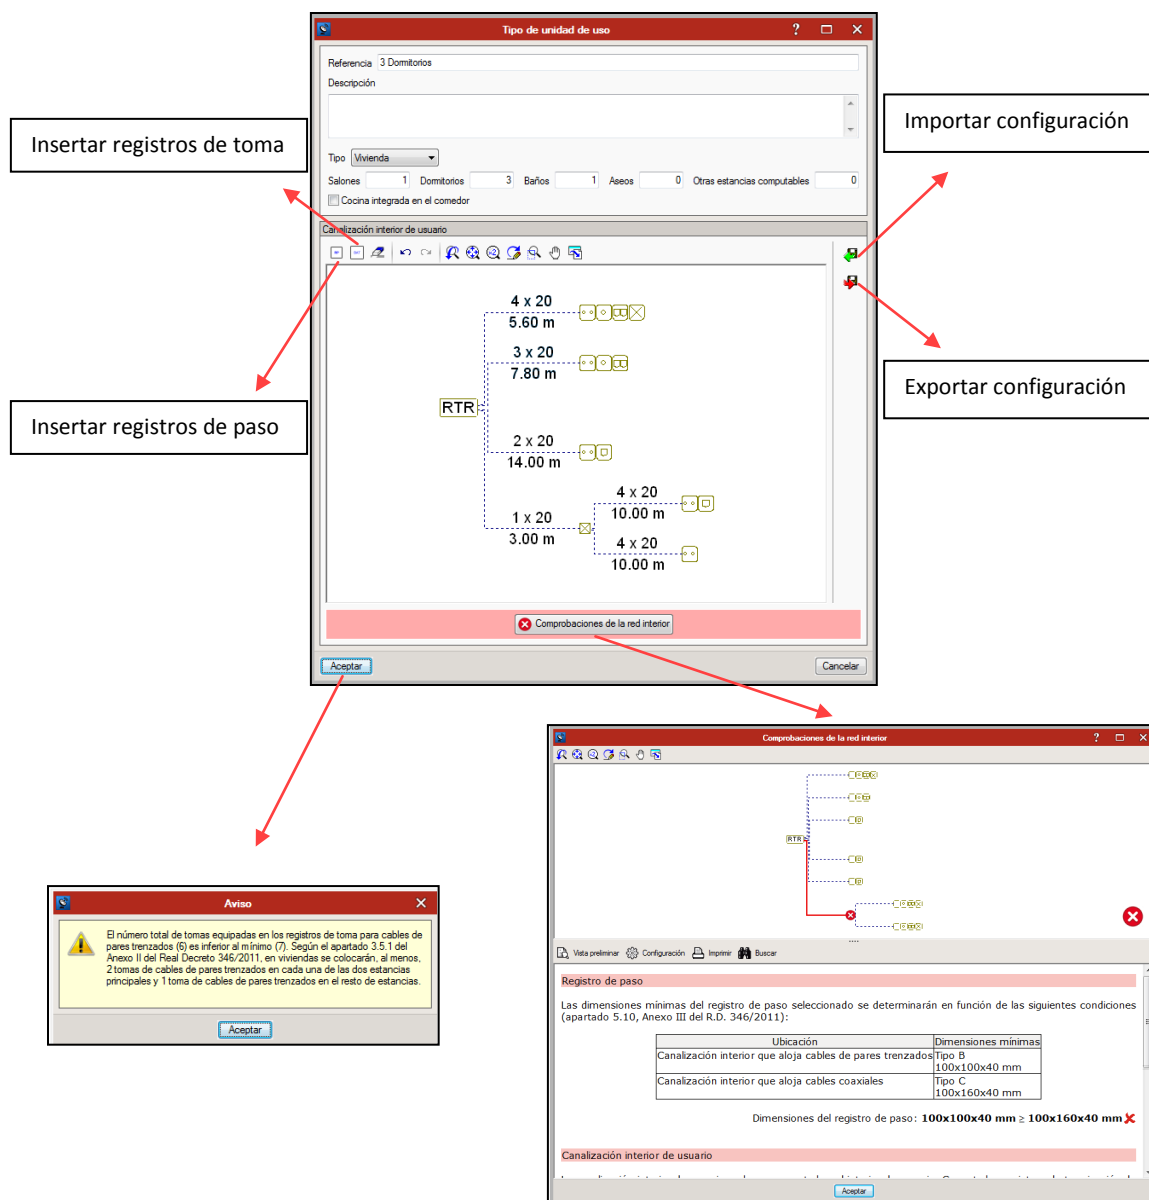 Tipo de unidad de uso
Referencia 3 Dormitorios
Descripción
Importar configuración
Insertar registros de toma
Tipo Vivienda
Salones 1 Dormitorios 3 Baños 1 Aseos 0 Otras estancias computables 0
Cocina integrada en el comedor
Canalización interior de usuario
4 x 20
5.60 m
3 x 20
7.80 m
Exportar configuración
RTR
Insertar registros de paso
2 x 20
14.00 m
4 x 20
10.00 m
1 x 20
3.00 m
4 x 20
10.00 m
Comprobaciones de la red interior
Aceptar
Cancelar
Comprobaciones de la red interior
RTR
Aviso
El número total de tomas equipadas en los registros de toma para cables de
pares trenzados (6) es inferior al mínimo (7). Según el apartado 3.5.1 del
Anexo II del Real Decreto 346/2011, en viviendas se colocarán, al menos,
2 tomas de cables de pares trenzados en cada una de las dos estancias
principales y 1 toma de cables de pares trenzados en el resto de estancias.
Aceptar
Vista preliminar Configuración Imprimir Buscar
Registro de paso
Las dimensiones mínimas del registro de paso seleccionado se determinarán en función de las siguientes condiciones
(apartado 5.10, Anexo III del R.D. 346/2011):
Ubicación Dimensiones mínimas
Canalización interior que aloja cables de pares trenzados Tipo B
100x100x40 mm
Canalización interior que aloja cables coaxiales Tipo C
100x160x40 mm
Dimensiones del registro de paso: 100x100x40 mm ≥ 100x160x40 mm
Canalización interior de usuario
Aceptar